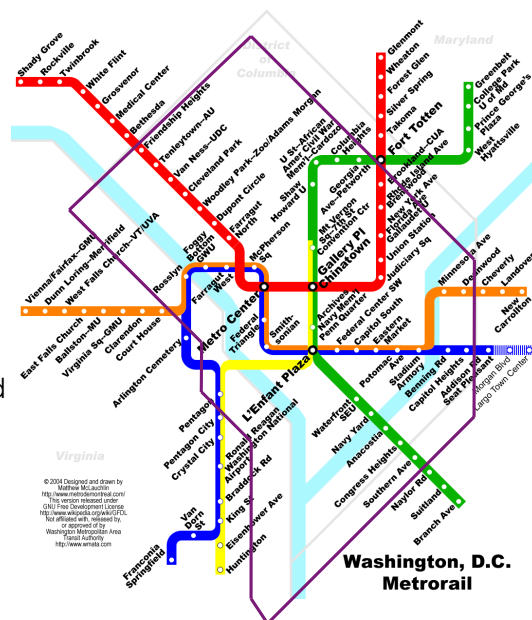 Maryland
District
of
Columbia
Virginia
Shady Grove
Rockville
Twinbrook
White Flint
Grosvenor
Medical Center
Bethesda
Friendship Heights
Tenleytown–AU
Van Ness–UDC
Cleveland Park
Woodley Park–Zoo/Adams Morgan
Dupont Circle
Farragut
North
Metro Center
Gallery Pl
Chinatown
Judiciary Sq
Union Station
New York Ave
Florida Ave
Gallaudet U
Rhode Island Ave
Brentwood
Brookland–CUA
Fort Totten
Takoma
Silver Spring
Forest Glen
Wheaton
Glenmont
Greenbelt
College Park
U of Md
Prince George's
Plaza
West
Hyattsville
Georgia
Ave–Petworth
Columbia
Heights
U St–African
Amer Civil War
Mem'l–Cardozo
Shaw
Howard U
Mt Vernon
Sq–7th St
Convention Ctr
Archives
Navy Mem'l
Penn Quarter
L'Enfant Plaza
Waterfront
SEU
Navy Yard
Anacostia
Congress Heights
Southern Ave
Naylor Rd
Suitland
Branch Ave
Vienna/Fairfax–GMU
Dunn Loring–Merrifield
West Falls Church–VT/UVA
East Falls Church
Ballston–MU
Virginia Sq–GMU
Clarendon
Court House
Rosslyn
Foggy
Bottom
GWU
Farragut
West
McPherson
Sq
Federal
Triangle
Smith-
sonian
Federal Center SW
Capitol South
Eastern
Market
Potomac
Ave
Stadium
Armory
Minnesota Ave
Deanwood
Cheverly
Landover
New
Carrollton
Benning Rd
Capitol Heights
Addison Rd
Seat Pleasant
Morgan Blvd
Largo Town Center
Arlington Cemetery
Pentagon
Pentagon City
Crystal City
Ronald Reagan
Washington National
Airport
Braddock Rd
King St
Eisenhower Ave
Huntington
Van
Dorn
St
Franconia
Springfield
© 2004 Designed and drawn by
Matthew McLauchlin
http://www.metrodemontreal.com/
This version released under
GNU Free Development License
http://www.wikipedia.org/wiki/GFDL
Not affiliated with, released by,
or approved by
Washington Metropolitan Area
Transit Authority
http://www.wmata.com
Washington, D.C.
Metrorail